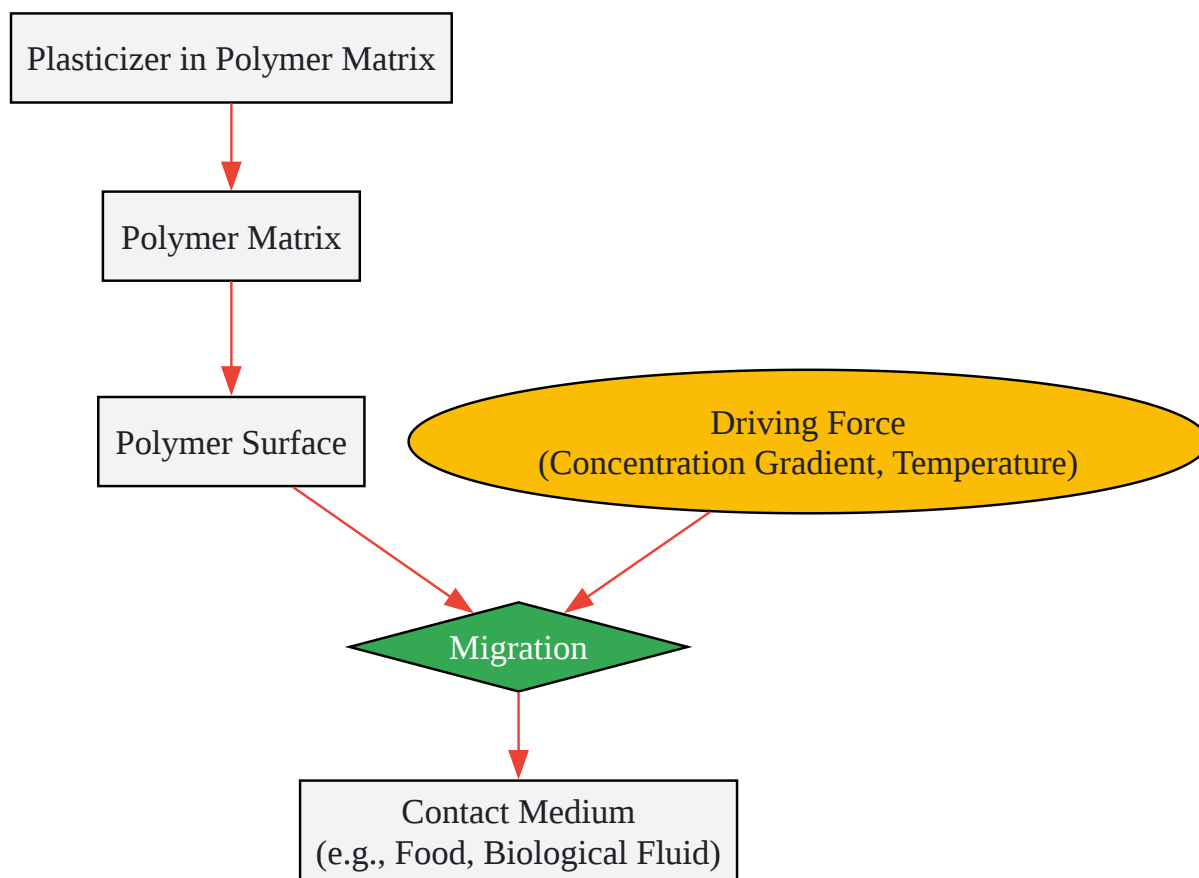 Plasticizer in Polymer Matrix
Polymer Matrix
Polymer Surface
Driving Force
(Concentration Gradient, Temperature)
Migration
Contact Medium
(e.g., Food, Biological Fluid)